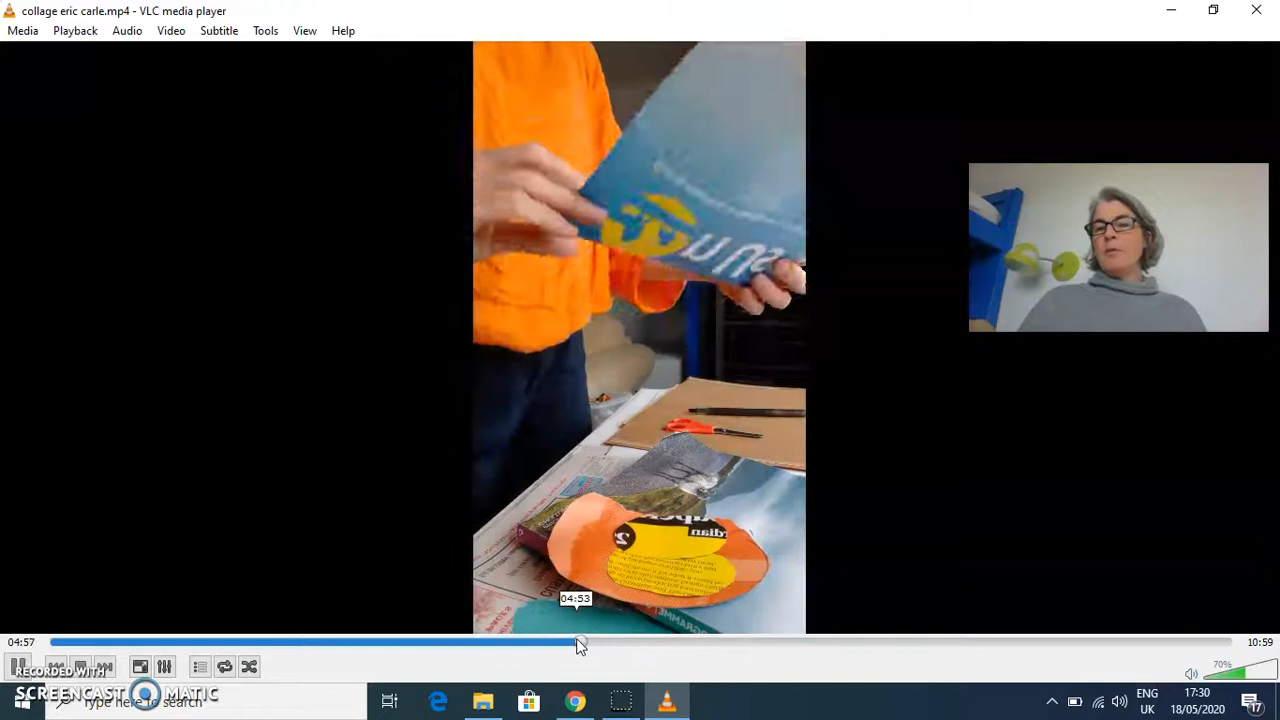 collage eric carle.mp4 - VLC media player
Media Playback Audio Video Subtitle Tools View Help
04:53
04:57
10:59
RECORDED WITH
SCREENCAST MATIC
70%
Type here to search
ENG
UK
17:30
18/05/2020
17